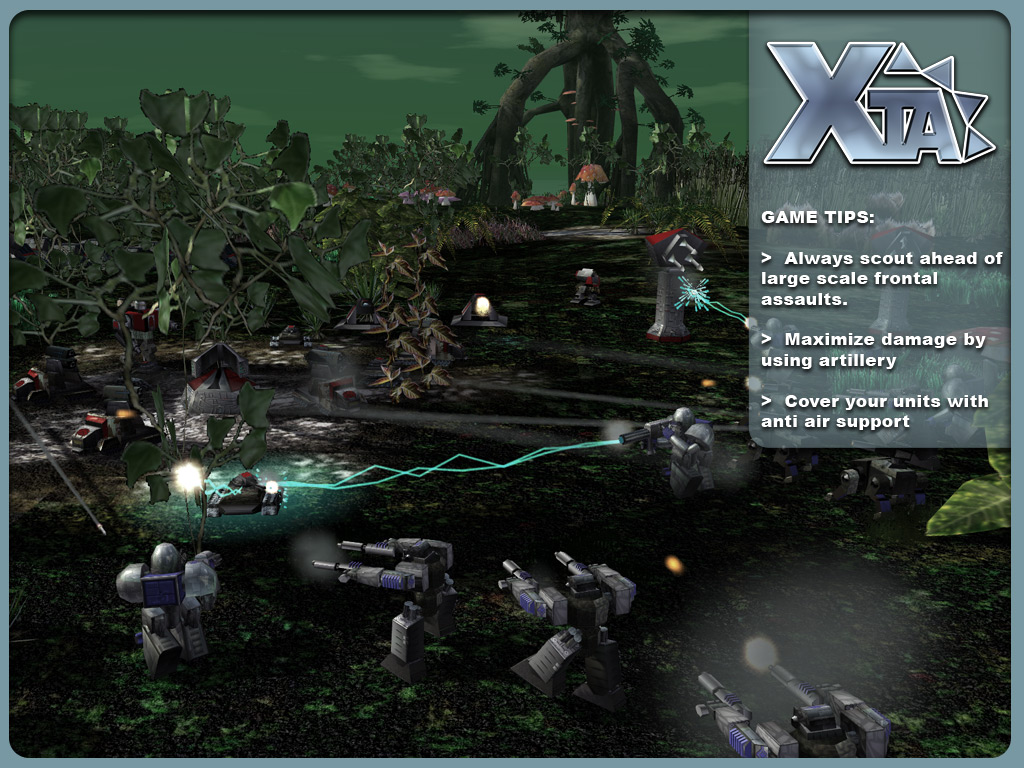 XTA
GAME TIPS:
> Always scout ahead of
large scale frontal
assaults.
> Maximize damage by
using artillery
> Cover your units with
anti air support